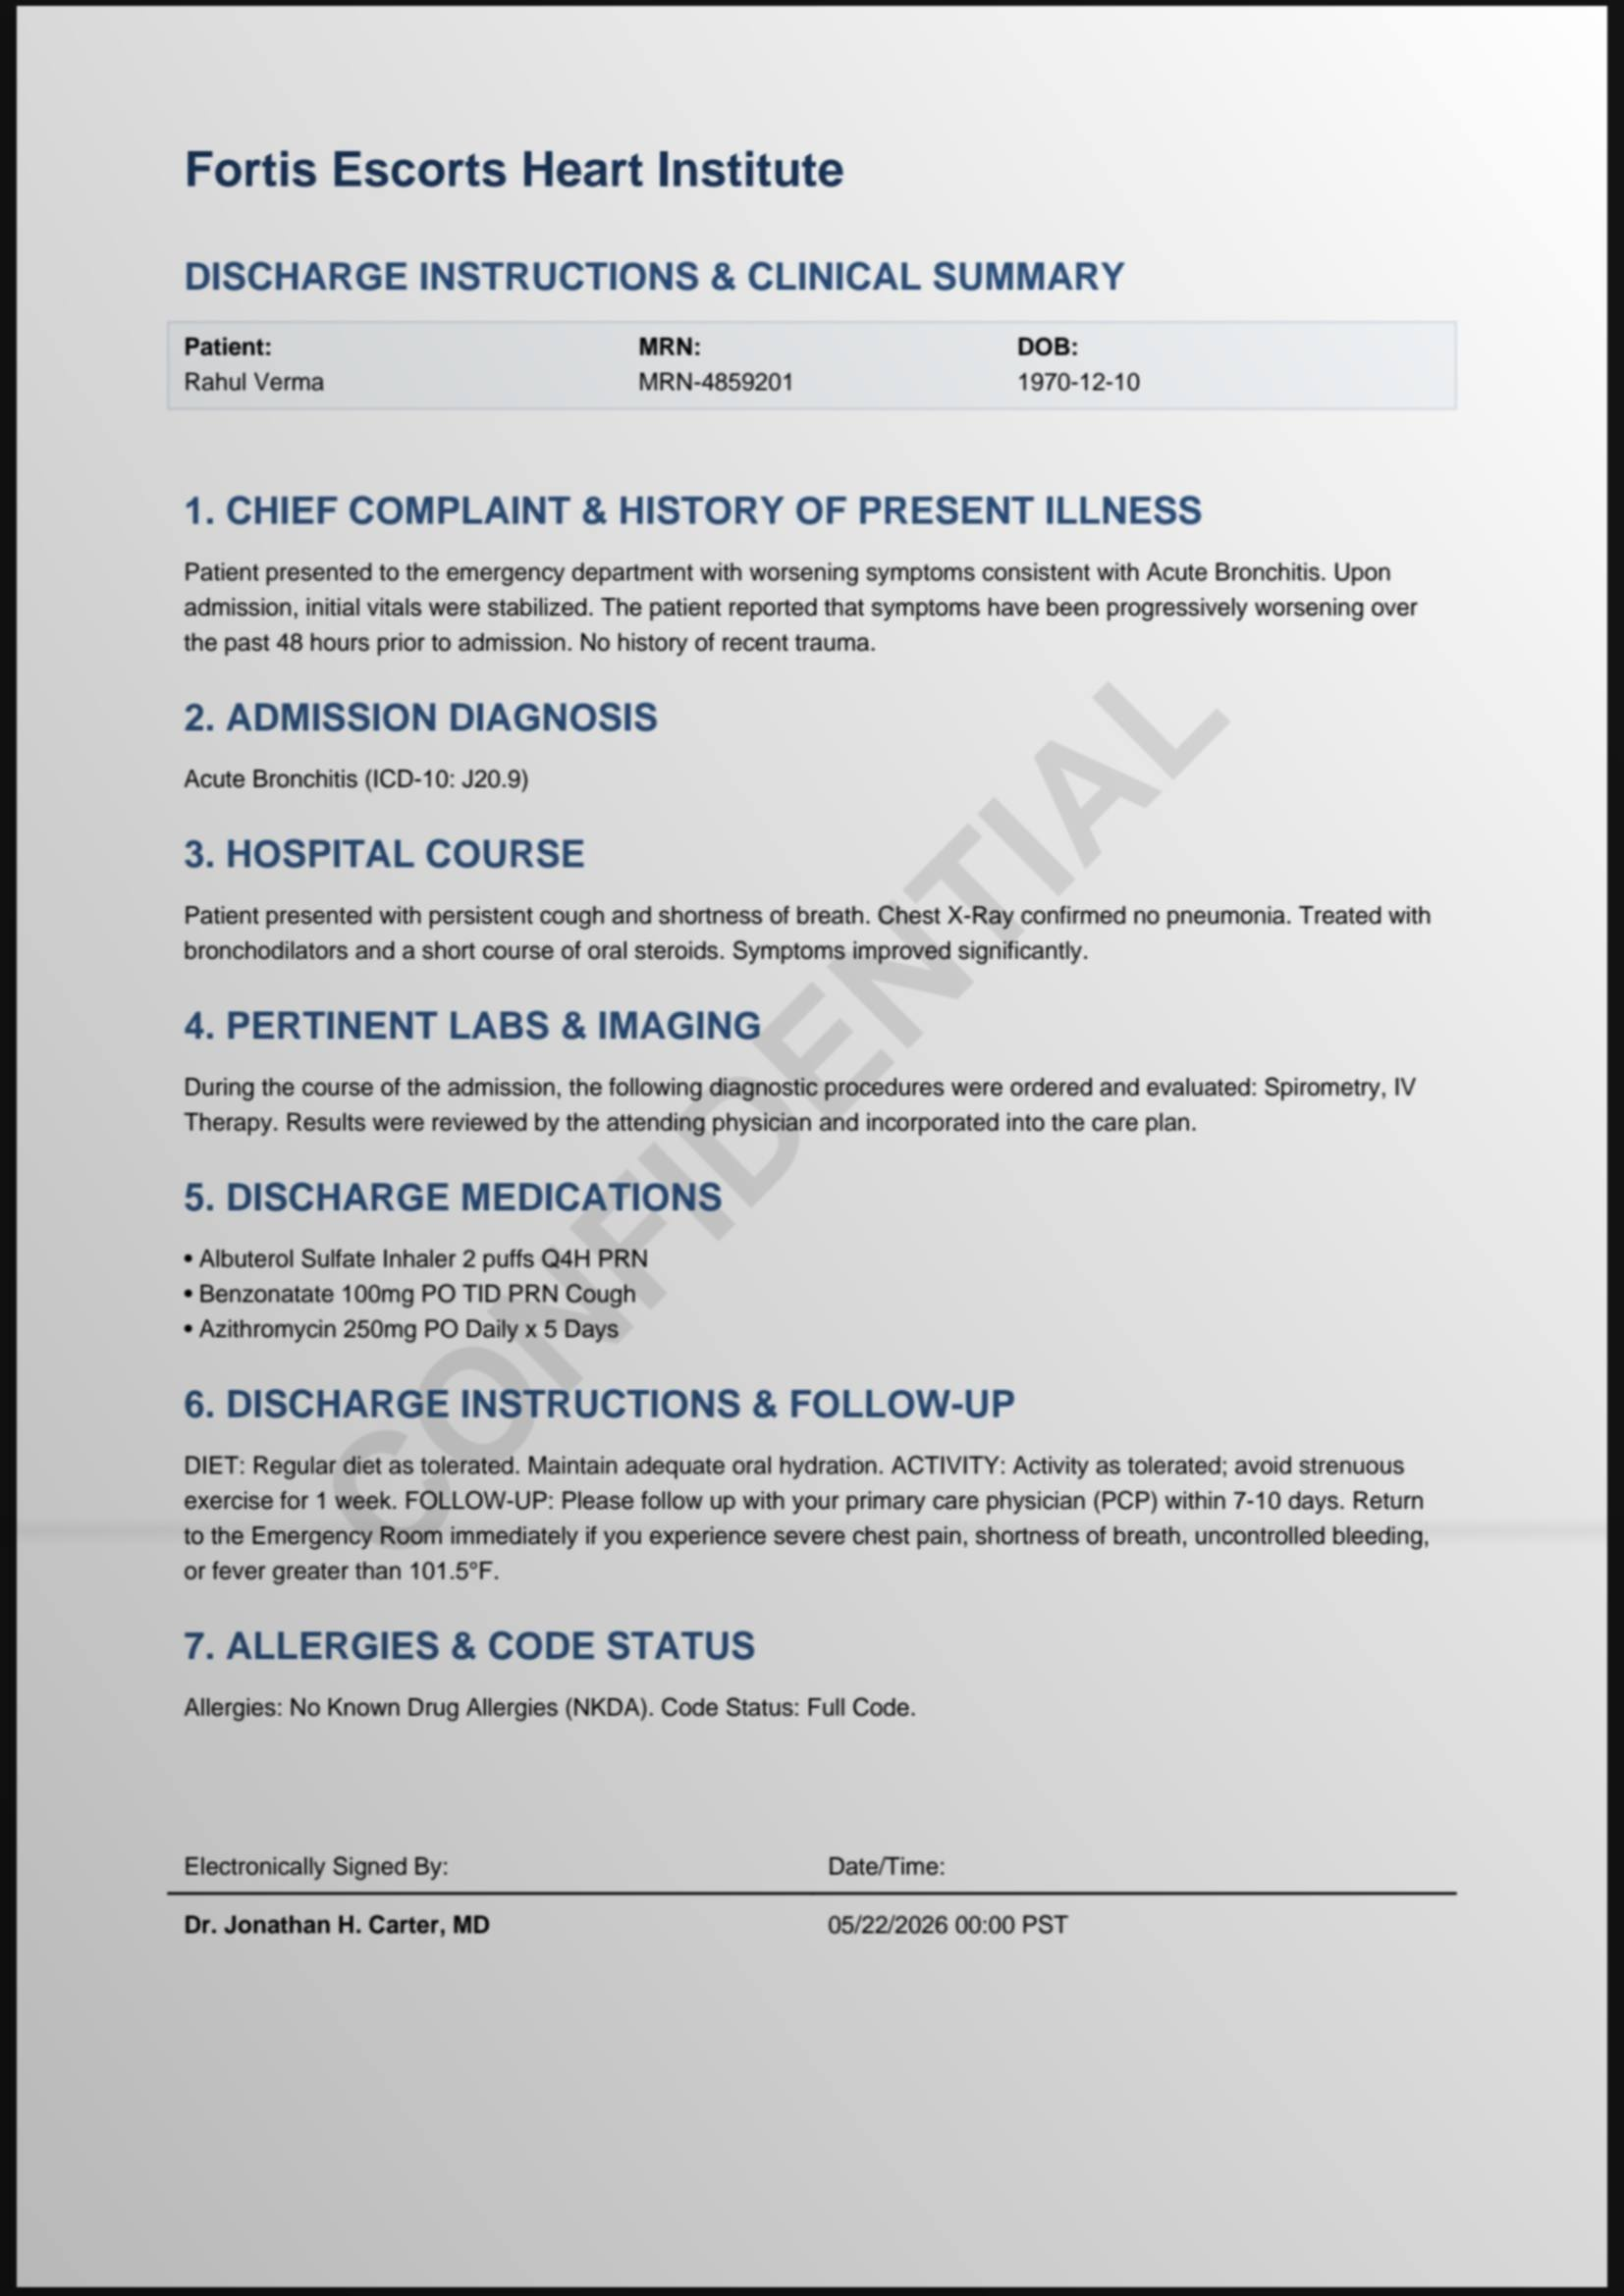 Fortis Escorts Heart Institute
DISCHARGE INSTRUCTIONS & CLINICAL SUMMARY
Patient: MRN: DOB:
Rahul Verma MRN-4859201 1970-12-10
1. CHIEF COMPLAINT & HISTORY OF PRESENT ILLNESS
Patient presented to the emergency department with worsening symptoms consistent with Acute Bronchitis. Upon
admission, initial vitals were stabilized. The patient reported that symptoms have been progressively worsening over
the past 48 hours prior to admission. No history of recent trauma.
2. ADMISSION DIAGNOSIS
Acute Bronchitis (ICD-10: J20.9)
3. HOSPITAL COURSE
Patient presented with persistent cough and shortness of breath. Chest X-Ray confirmed no pneumonia. Treated with
bronchodilators and a short course of oral steroids. Symptoms improved significantly.
4. PERTINENT LABS & IMAGING
During the course of the admission, the following diagnostic procedures were ordered and evaluated: Spirometry, IV
Therapy. Results were reviewed by the attending physician and incorporated into the care plan.
5. DISCHARGE MEDICATIONS
• Albuterol Sulfate Inhaler 2 puffs Q4H PRN
• Benzonatate 100mg PO TID PRN Cough
• Azithromycin 250mg PO Daily x 5 Days
6. DISCHARGE INSTRUCTIONS & FOLLOW-UP
DIET: Regular diet as tolerated. Maintain adequate oral hydration. ACTIVITY: Activity as tolerated; avoid strenuous
exercise for 1 week. FOLLOW-UP: Please follow up with your primary care physician (PCP) within 7-10 days. Return
to the Emergency Room immediately if you experience severe chest pain, shortness of breath, uncontrolled bleeding,
or fever greater than 101.5°F.
7. ALLERGIES & CODE STATUS
Allergies: No Known Drug Allergies (NKDA). Code Status: Full Code.
Electronically Signed By: Date/Time:
Dr. Jonathan H. Carter, MD 05/22/2026 00:00 PST
CONFIDENTIAL